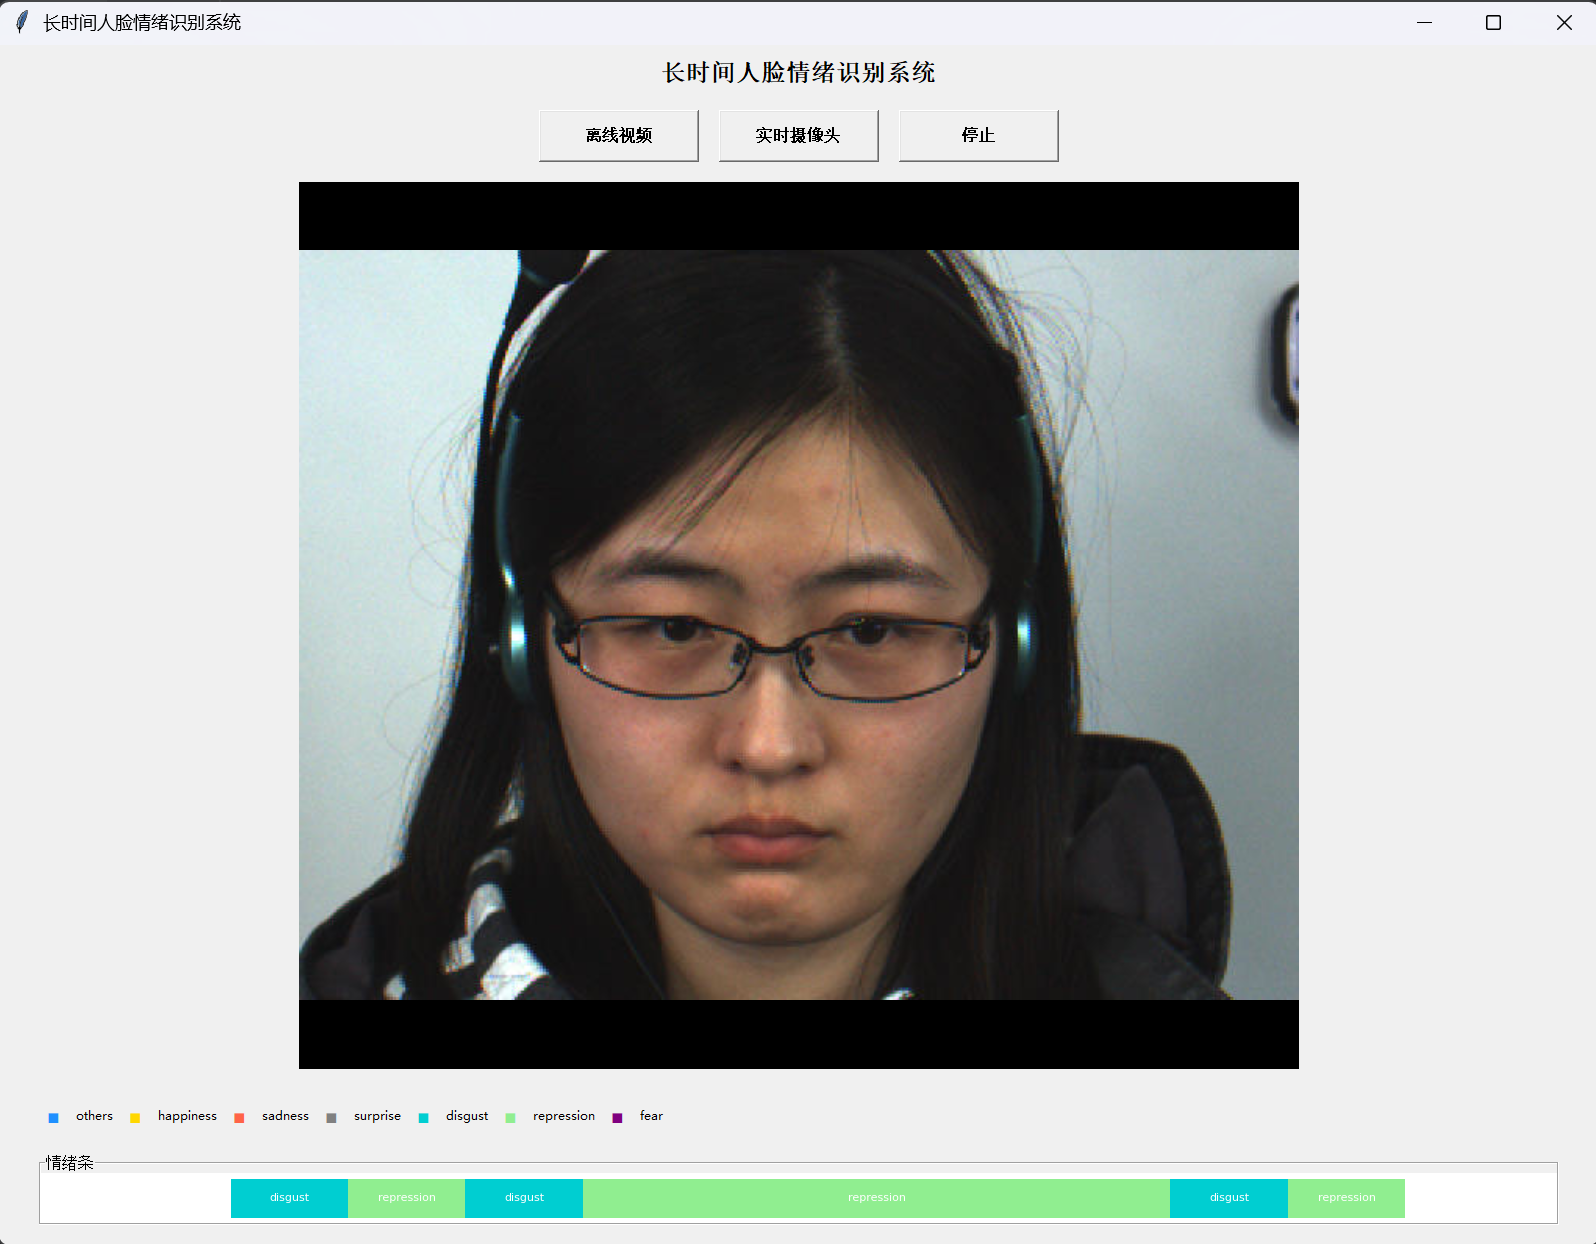 长时间人脸情绪识别系统
长时间人脸情绪识别系统
离线视频 实时摄像头 停止
others happiness sadness surprise disgust repression fear
情绪条
disgust repression disgust repression disgust repression